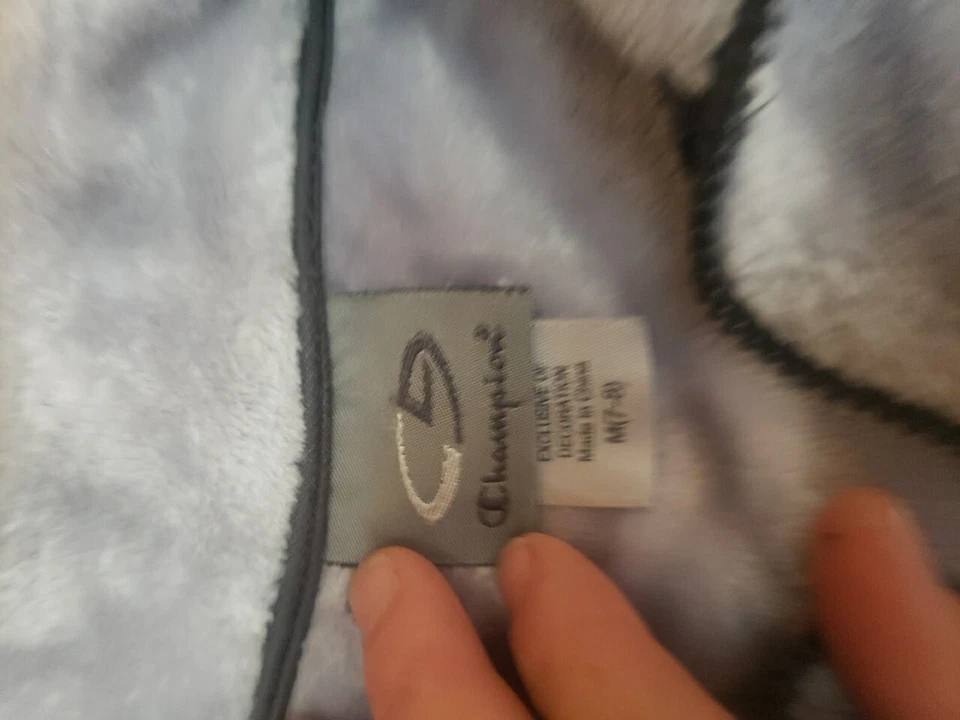 Champion®
EXCLUSIVE OF
DECORATION
Made in China
M(7-8)